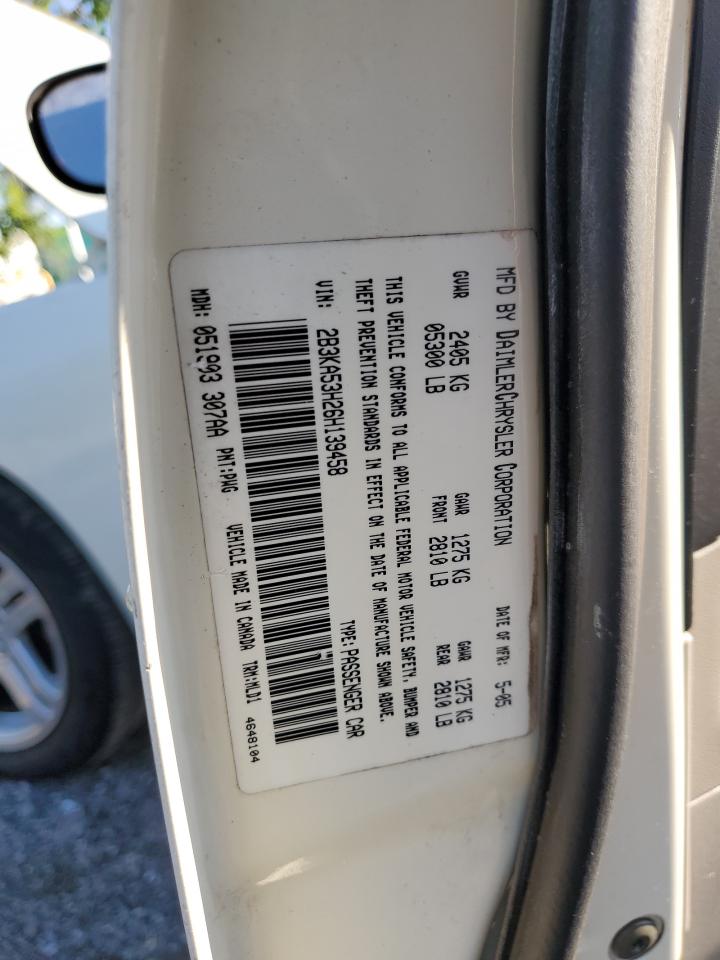 MFD BY DAIMLERCHRYSLER CORPORATION DATE OF MFR: 5-05
GVWR 2405 KG GAWR 1275 KG GAWR 1275 KG
05300 LB FRONT 2810 LB REAR 2810 LB
THIS VEHICLE CONFORMS TO ALL APPLICABLE FEDERAL MOTOR VEHICLE SAFETY, BUMPER AND
THEFT PREVENTION STANDARDS IN EFFECT ON THE DATE OF MANUFACTURE SHOWN ABOVE.
VIN: 2B3KA53H26H139458 TYPE: PASSENGER CAR
MDH: 051903 307AA PNT:PWG VEHICLE MADE IN CANADA TRM:MLD1 4648104